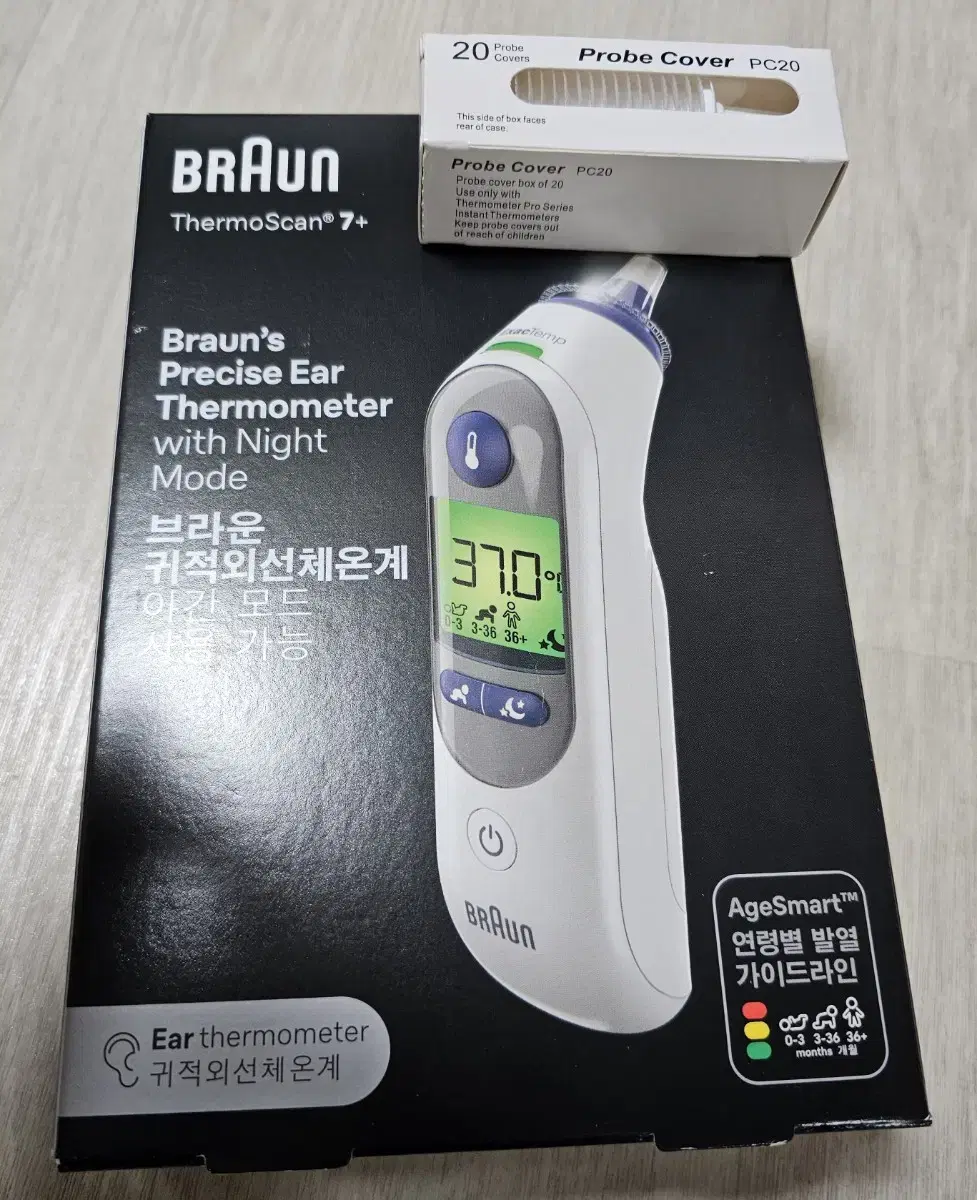 20 Probe Covers
Probe Cover PC20
This side of box faces
rear of case.
Probe Cover PC20
Probe cover box of 20
Use only with
Thermometer Pro Series
Instant Thermometers
Keep probe covers out
of reach of children
BRAUN
ThermoScan® 7+
Braun's
Precise Ear
Thermometer
with Night
Mode
브라운
귀적외선체온계
야간 모드
사용 가능
exacTemp
37.0°C
0-3 3-36 36+
BRAUN
AgeSmart™
연령별 발열
가이드라인
0-3 3-36 36+
months 개월
Ear thermometer
귀적외선체온계